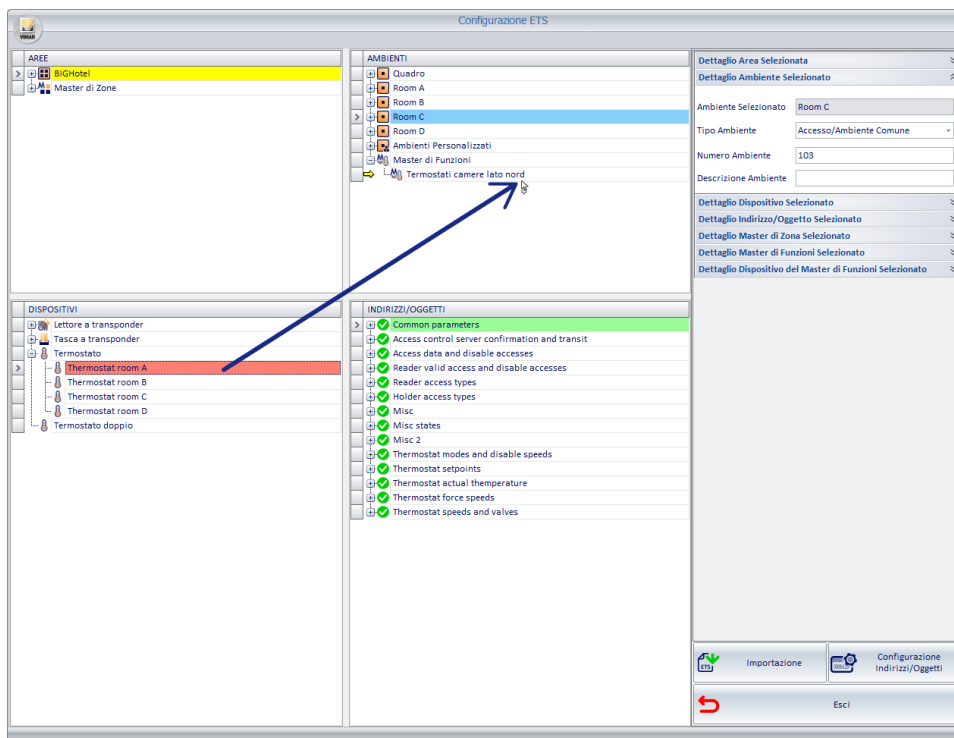 Configurazione ETS
VIMAR
AREE
BIGHotel
Master di Zone
AMBIENTI
Quadro
Room A
Room B
Room C
Room D
Ambienti Personalizzati
Master di Funzioni
Termostati camere lato nord
Dettaglio Area Selezionata
Dettaglio Ambiente Selezionato
Ambiente Selezionato Room C
Tipo Ambiente Accesso/Ambiente Comune
Numero Ambiente 103
Descrizione Ambiente
Dettaglio Dispositivo Selezionato
Dettaglio Indirizzo/Oggetto Selezionato
Dettaglio Master di Zona Selezionato
Dettaglio Master di Funzioni Selezionato
Dettaglio Dispositivo del Master di Funzioni Selezionato
DISPOSITIVI
Lettore a transponder
Tasca a transponder
Termostato
Thermostat room A
Thermostat room B
Thermostat room C
Thermostat room D
Termostato doppio
INDIRIZZI/OGGETTI
Common parameters
Access control server confirmation and transit
Access data and disable accesses
Reader valid access and disable accesses
Reader access types
Holder access types
Misc
Misc states
Misc 2
Thermostat modes and disable speeds
Thermostat setpoints
Thermostat actual themperature
Thermostat force speeds
Thermostat speeds and valves
ETS
Importazione
Configurazione
Indirizzi/Oggetti
Esci